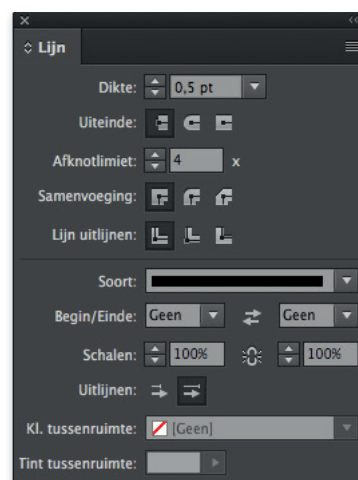 Lijn
Dikte: 0,5 pt
Uiteinde:
Afknotlimiet: 4 x
Samenvoeging:
Lijn uitlijnen:
Soort:
Begin/Einde: Geen Geen
Schalen: 100% 100%
Uitlijnen:
Kl. tussenruimte: [Geen]
Tint tussenruimte: